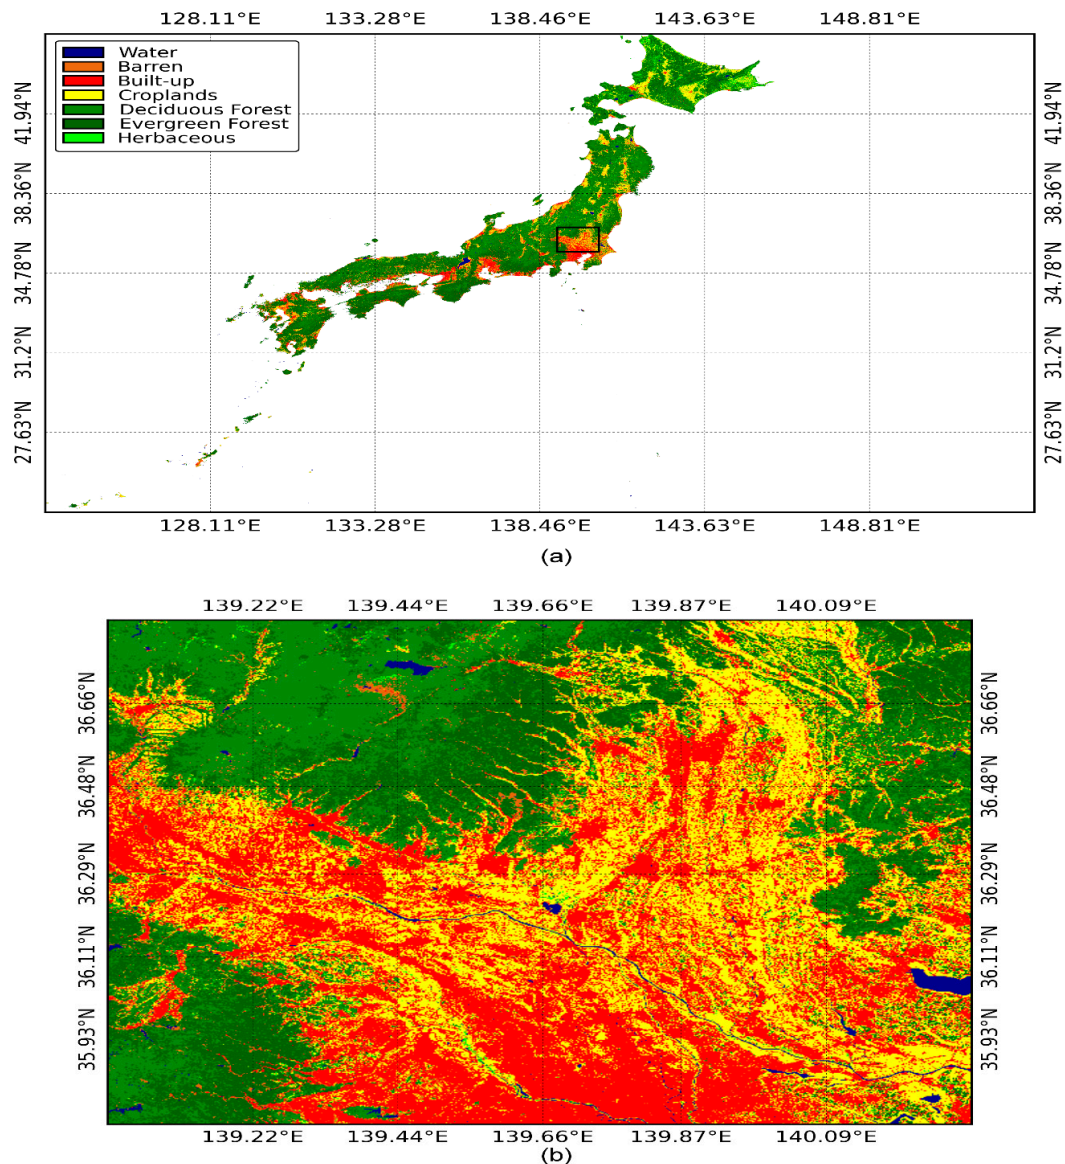 128.11°E 133.28°E 138.46°E 143.63°E 148.81°E
Water
Barren
Built-up
Croplands
Deciduous Forest
Evergreen Forest
Herbaceous
41.94°N 41.94°N
38.36°N 38.36°N
34.78°N 34.78°N
31.2°N 31.2°N
27.63°N 27.63°N
128.11°E 133.28°E 138.46°E 143.63°E 148.81°E
(a)
139.22°E 139.44°E 139.66°E 139.87°E 140.09°E
36.66°N 36.66°N
36.48°N 36.48°N
36.29°N 36.29°N
36.11°N 36.11°N
35.93°N 35.93°N
139.22°E 139.44°E 139.66°E 139.87°E 140.09°E
(b)